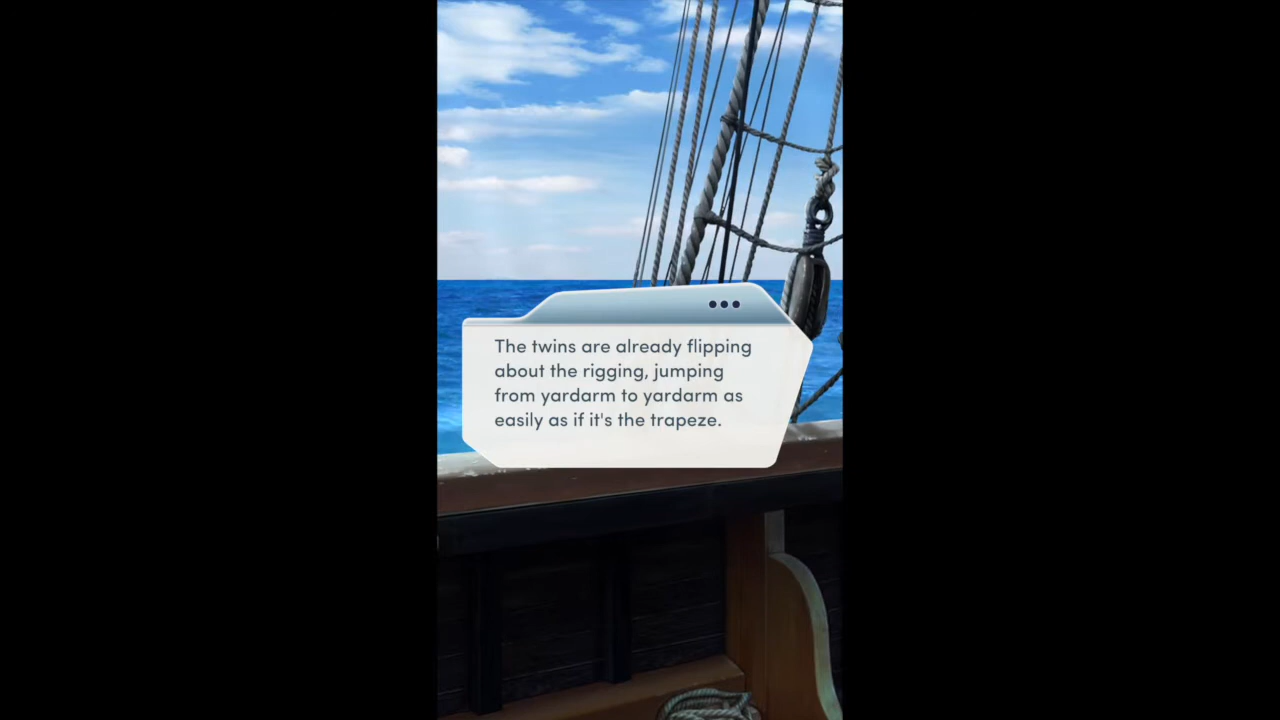 The twins are already flipping
about the rigging, jumping
from yardarm to yardarm as
easily as if it's the trapeze.